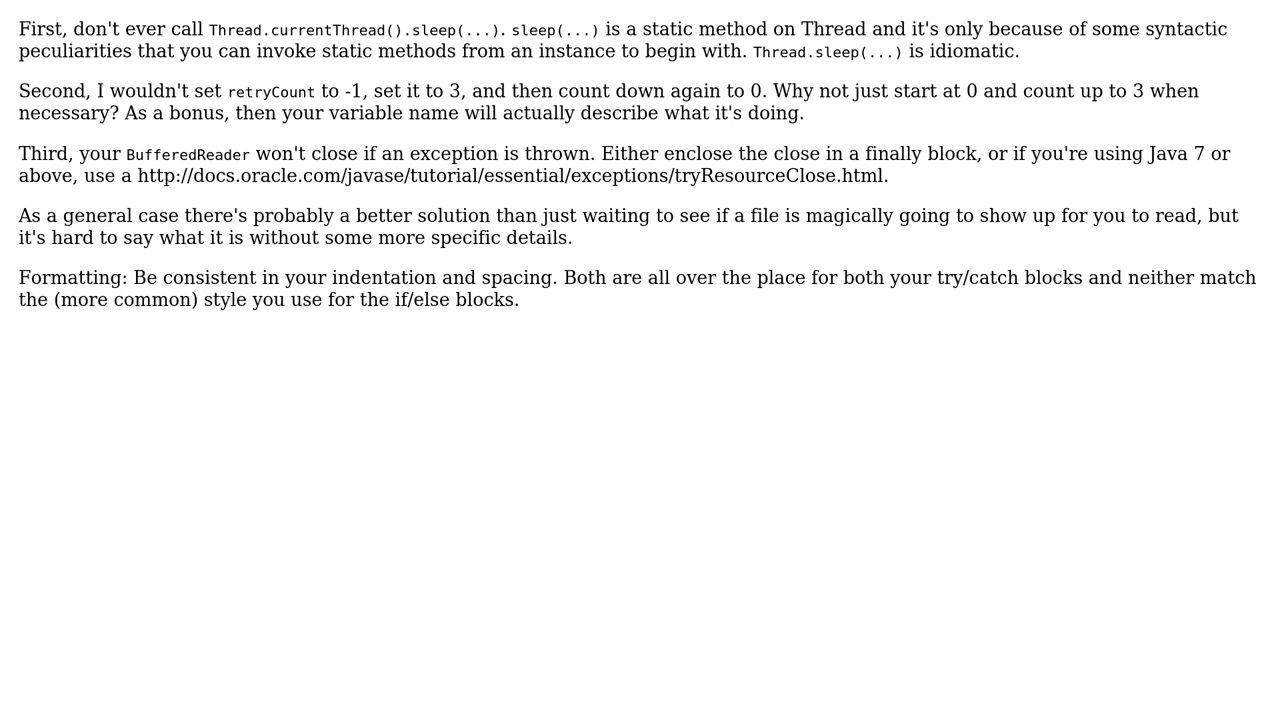 First, don't ever call Thread.currentThread().sleep(...). sleep(...) is a static method on Thread and it's only because of some syntactic
peculiarities that you can invoke static methods from an instance to begin with. Thread.sleep(...) is idiomatic.
Second, I wouldn't set retryCount to -1, set it to 3, and then count down again to 0. Why not just start at 0 and count up to 3 when
necessary? As a bonus, then your variable name will actually describe what it's doing.
Third, your BufferedReader won't close if an exception is thrown. Either enclose the close in a finally block, or if you're using Java 7 or
above, use a http://docs.oracle.com/javase/tutorial/essential/exceptions/tryResourceClose.html.
As a general case there's probably a better solution than just waiting to see if a file is magically going to show up for you to read, but
it's hard to say what it is without some more specific details.
Formatting: Be consistent in your indentation and spacing. Both are all over the place for both your try/catch blocks and neither match
the (more common) style you use for the if/else blocks.